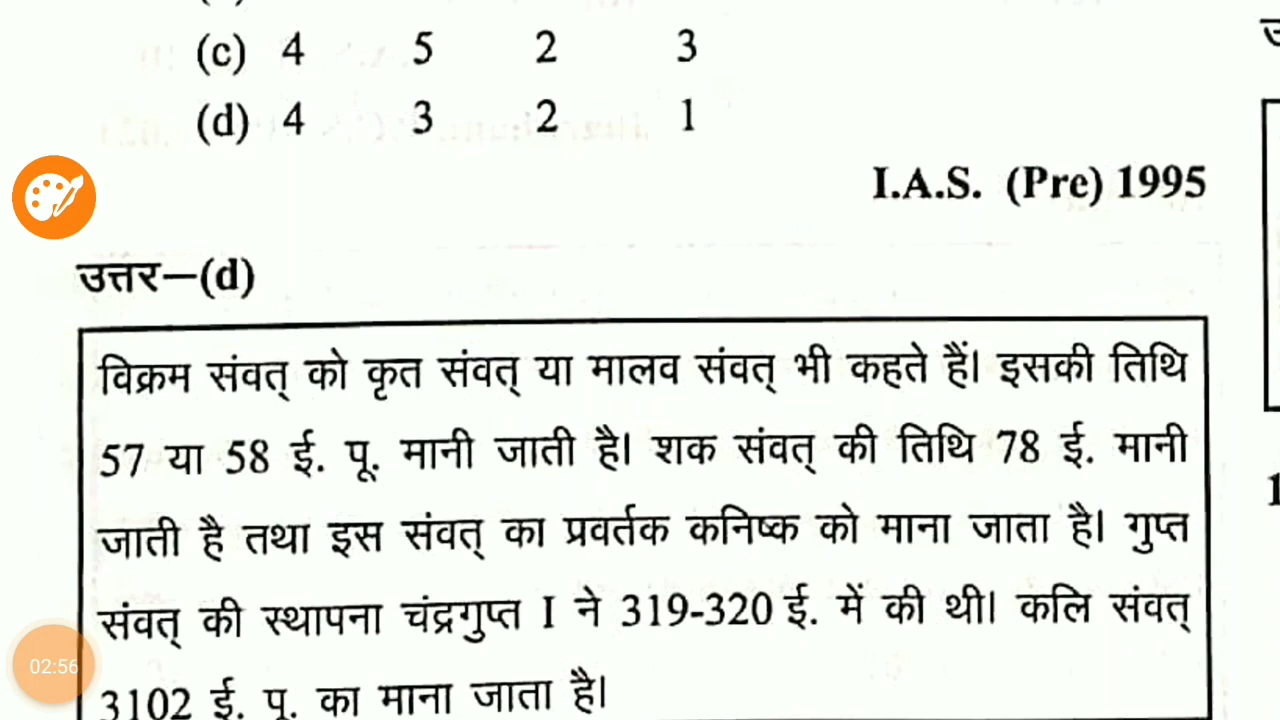 (c) 4 5 2 3
(d) 4 3 2 1
I.A.S. (Pre) 1995
उत्तर–(d)
विक्रम संवत् को कृत संवत् या मालव संवत् भी कहते हैं। इसकी तिथि
57 या 58 ई. पू. मानी जाती है। शक संवत् की तिथि 78 ई. मानी
जाती है तथा इस संवत् का प्रवर्तक कनिष्क को माना जाता है। गुप्त
संवत् की स्थापना चंद्रगुप्त I ने 319-320 ई. में की थी। कलि संवत्
3102 ई. पू. का माना जाता है।
02:56